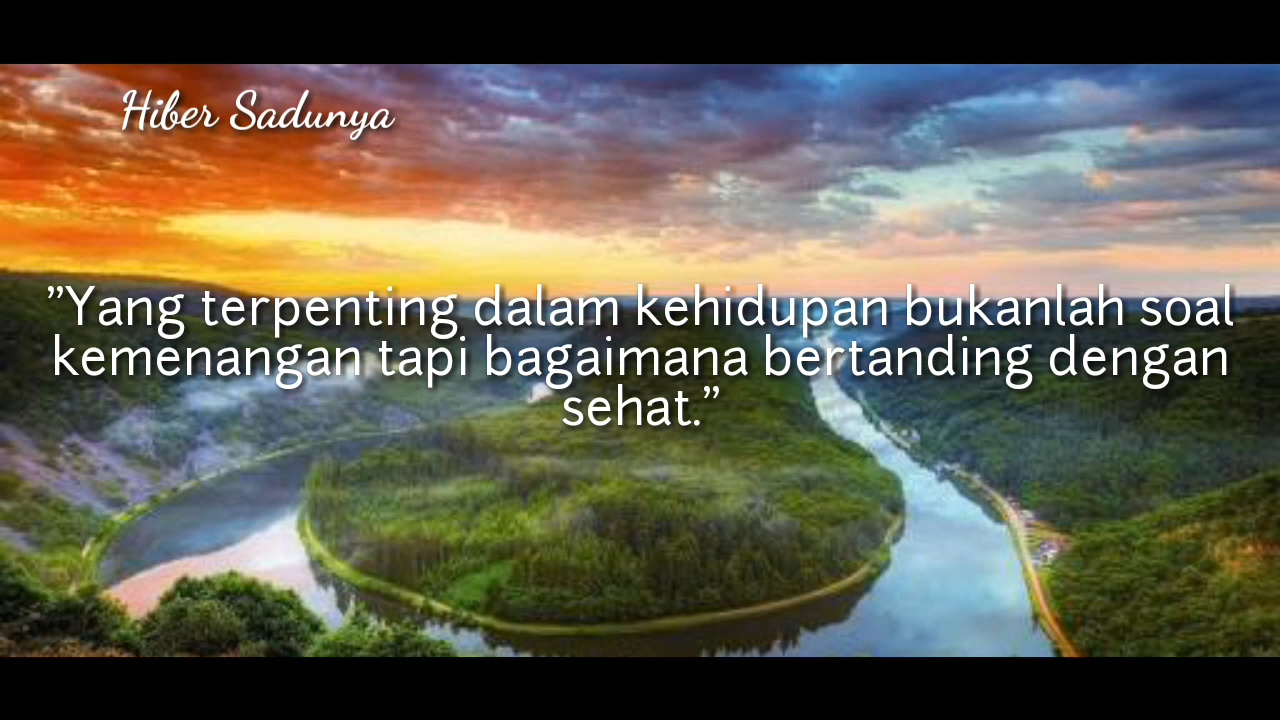 Hiber Sadunya
”Yang terpenting dalam kehidupan bukanlah soal
kemenangan tapi bagaimana bertanding dengan
sehat.”